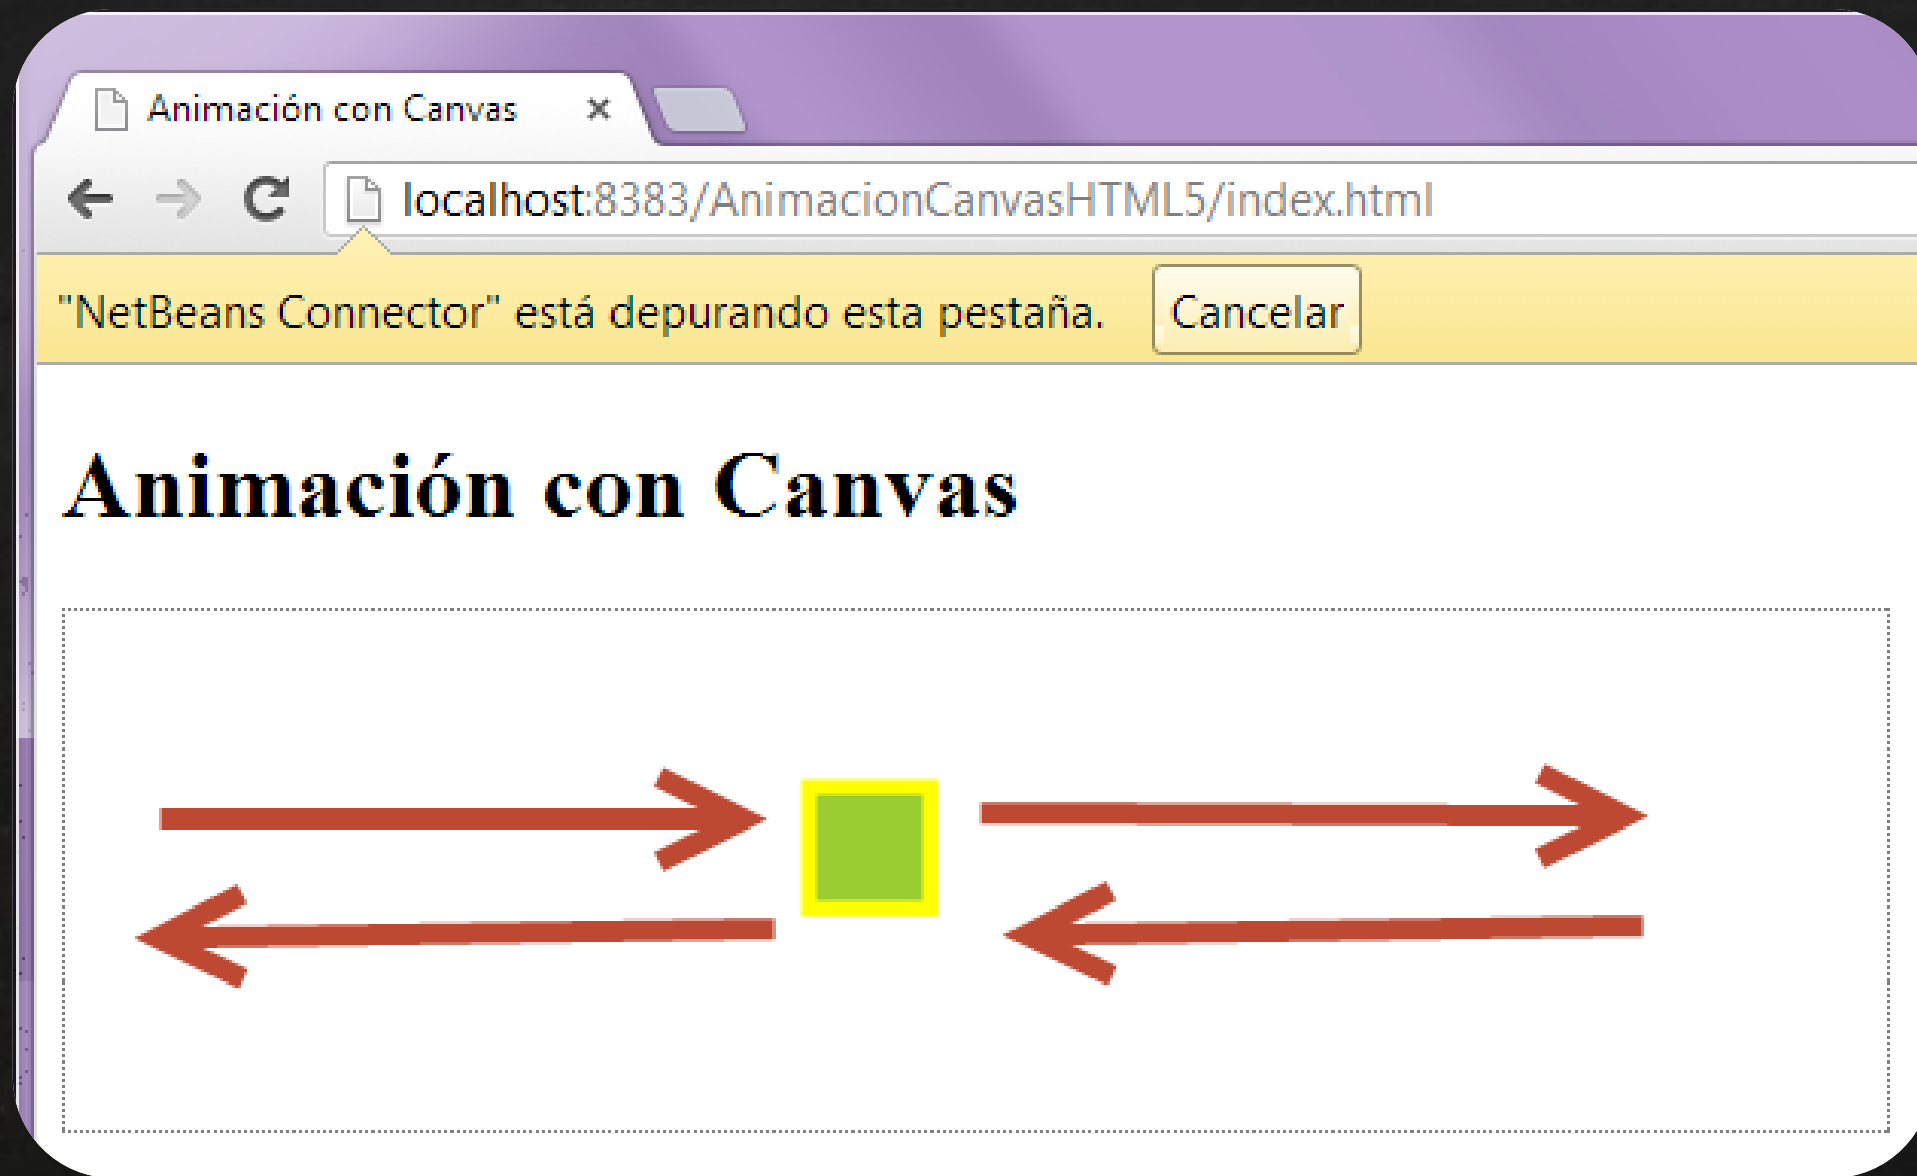 Animación con Canvas
localhost:8383/AnimacionCanvasHTML5/index.html
"NetBeans Connector" está depurando esta pestaña. Cancelar
Animación con Canvas